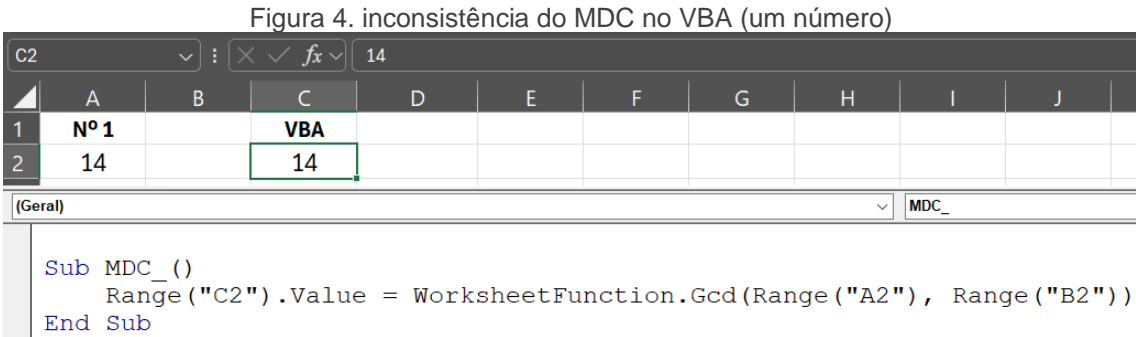 Figura 4. inconsistência do MDC no VBA (um número)
C2 fx 14
A B C D E F G H I J
1 Nº 1 VBA
2 14 14
(Geral) MDC_
Sub MDC_()
Range("C2").Value = WorksheetFunction.Gcd(Range("A2"), Range("B2"))
End Sub